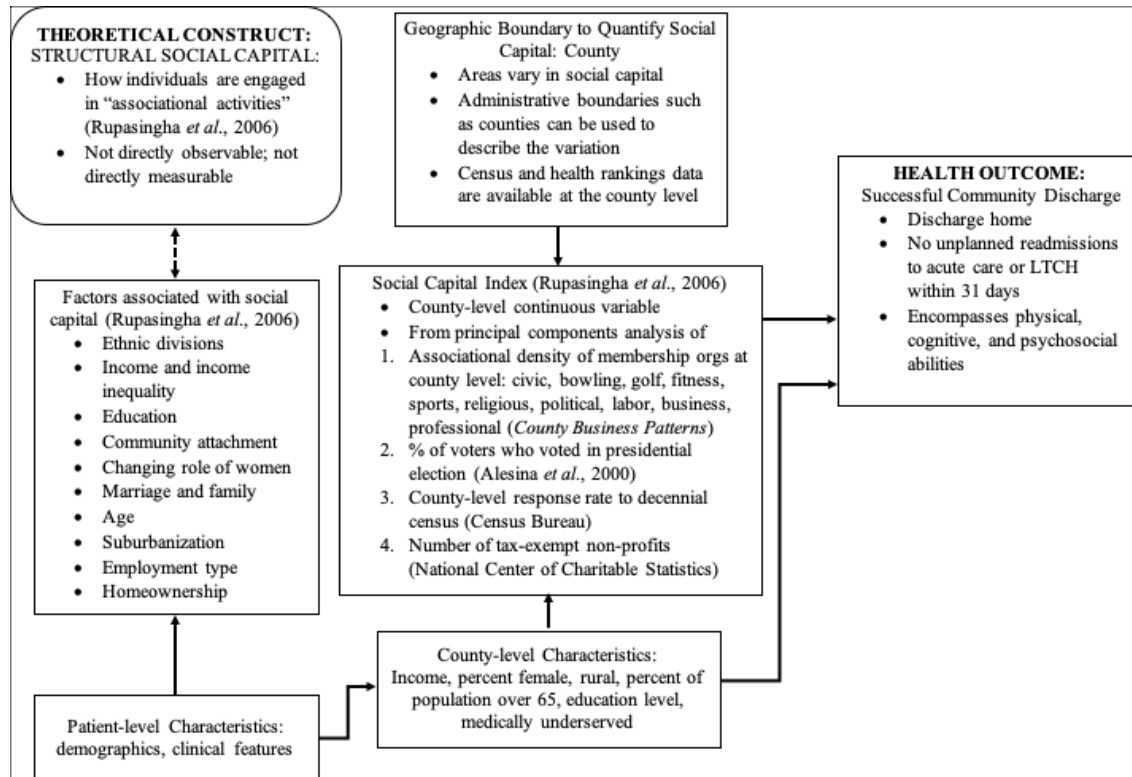 THEORETICAL CONSTRUCT:
STRUCTURAL SOCIAL CAPITAL:
• How individuals are engaged
in “associational activities”
(Rupasingha et al., 2006)
• Not directly observable; not
directly measurable
Geographic Boundary to Quantify Social
Capital: County
• Areas vary in social capital
• Administrative boundaries such
as counties can be used to
describe the variation
• Census and health rankings data
are available at the county level
HEALTH OUTCOME:
Successful Community Discharge
• Discharge home
• No unplanned readmissions
to acute care or LTCH
within 31 days
• Encompasses physical,
cognitive, and psychosocial
abilities
Factors associated with social
capital (Rupasingha et al., 2006)
• Ethnic divisions
• Income and income
inequality
• Education
• Community attachment
• Changing role of women
• Marriage and family
• Age
• Suburbanization
• Employment type
• Homeownership
Social Capital Index (Rupasingha et al., 2006)
• County-level continuous variable
• From principal components analysis of
1. Associational density of membership orgs at
county level: civic, bowling, golf, fitness,
sports, religious, political, labor, business,
professional (County Business Patterns)
2. % of voters who voted in presidential
election (Alesina et al., 2000)
3. County-level response rate to decennial
census (Census Bureau)
4. Number of tax-exempt non-profits
(National Center of Charitable Statistics)
Patient-level Characteristics:
demographics, clinical features
County-level Characteristics:
Income, percent female, rural, percent of
population over 65, education level,
medically underserved